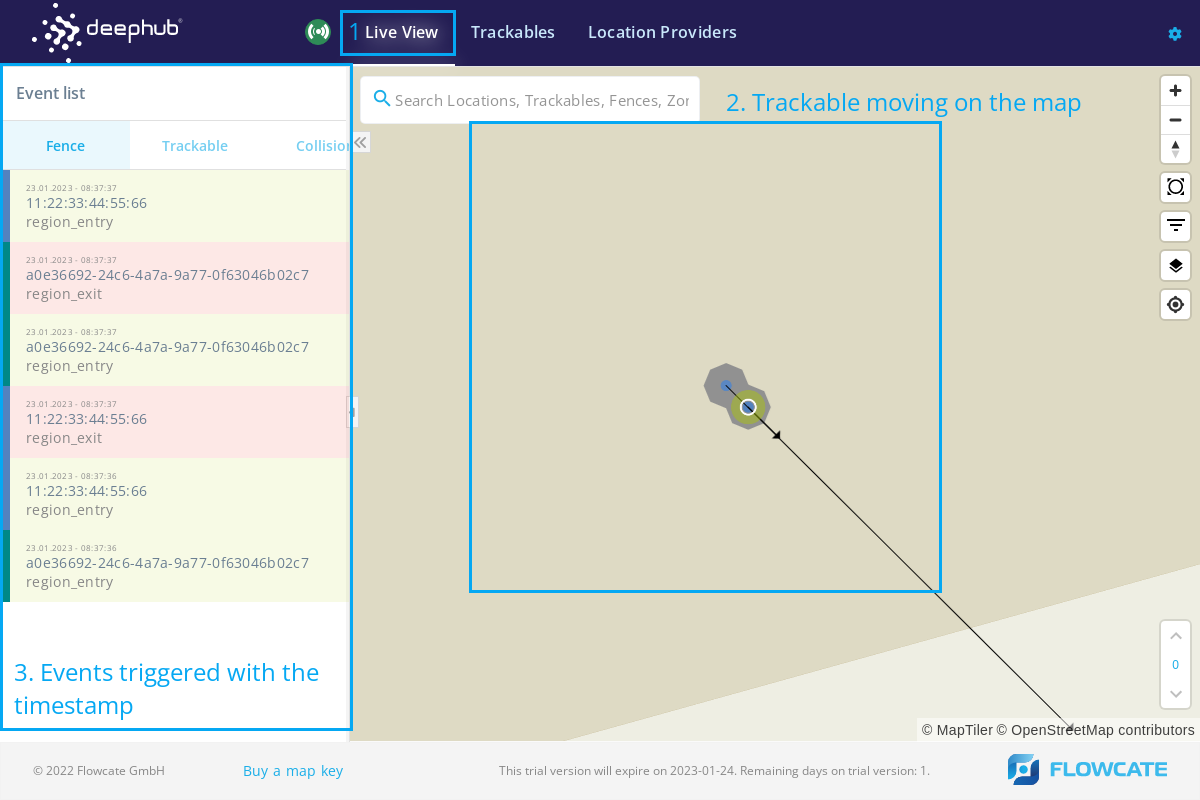 deephub
1 Live View
Trackables
Location Providers
Event list
Search Locations, Trackables, Fences, Zor
2. Trackable moving on the map
Fence
Trackable
Collision
23.01.2023 - 08:37:37
11:22:33:44:55:66
region_entry
23.01.2023 - 08:37:37
a0e36692-24c6-4a7a-9a77-0f63046b02c7
region_exit
23.01.2023 - 08:37:37
a0e36692-24c6-4a7a-9a77-0f63046b02c7
region_entry
23.01.2023 - 08:37:37
11:22:33:44:55:66
region_exit
23.01.2023 - 08:37:36
11:22:33:44:55:66
region_entry
23.01.2023 - 08:37:36
a0e36692-24c6-4a7a-9a77-0f63046b02c7
region_entry
3. Events triggered with the
timestamp
0
© MapTiler © OpenStreetMap contributors
© 2022 Flowcate GmbH
Buy a map key
This trial version will expire on 2023-01-24. Remaining days on trial version: 1.
FLOWCATE